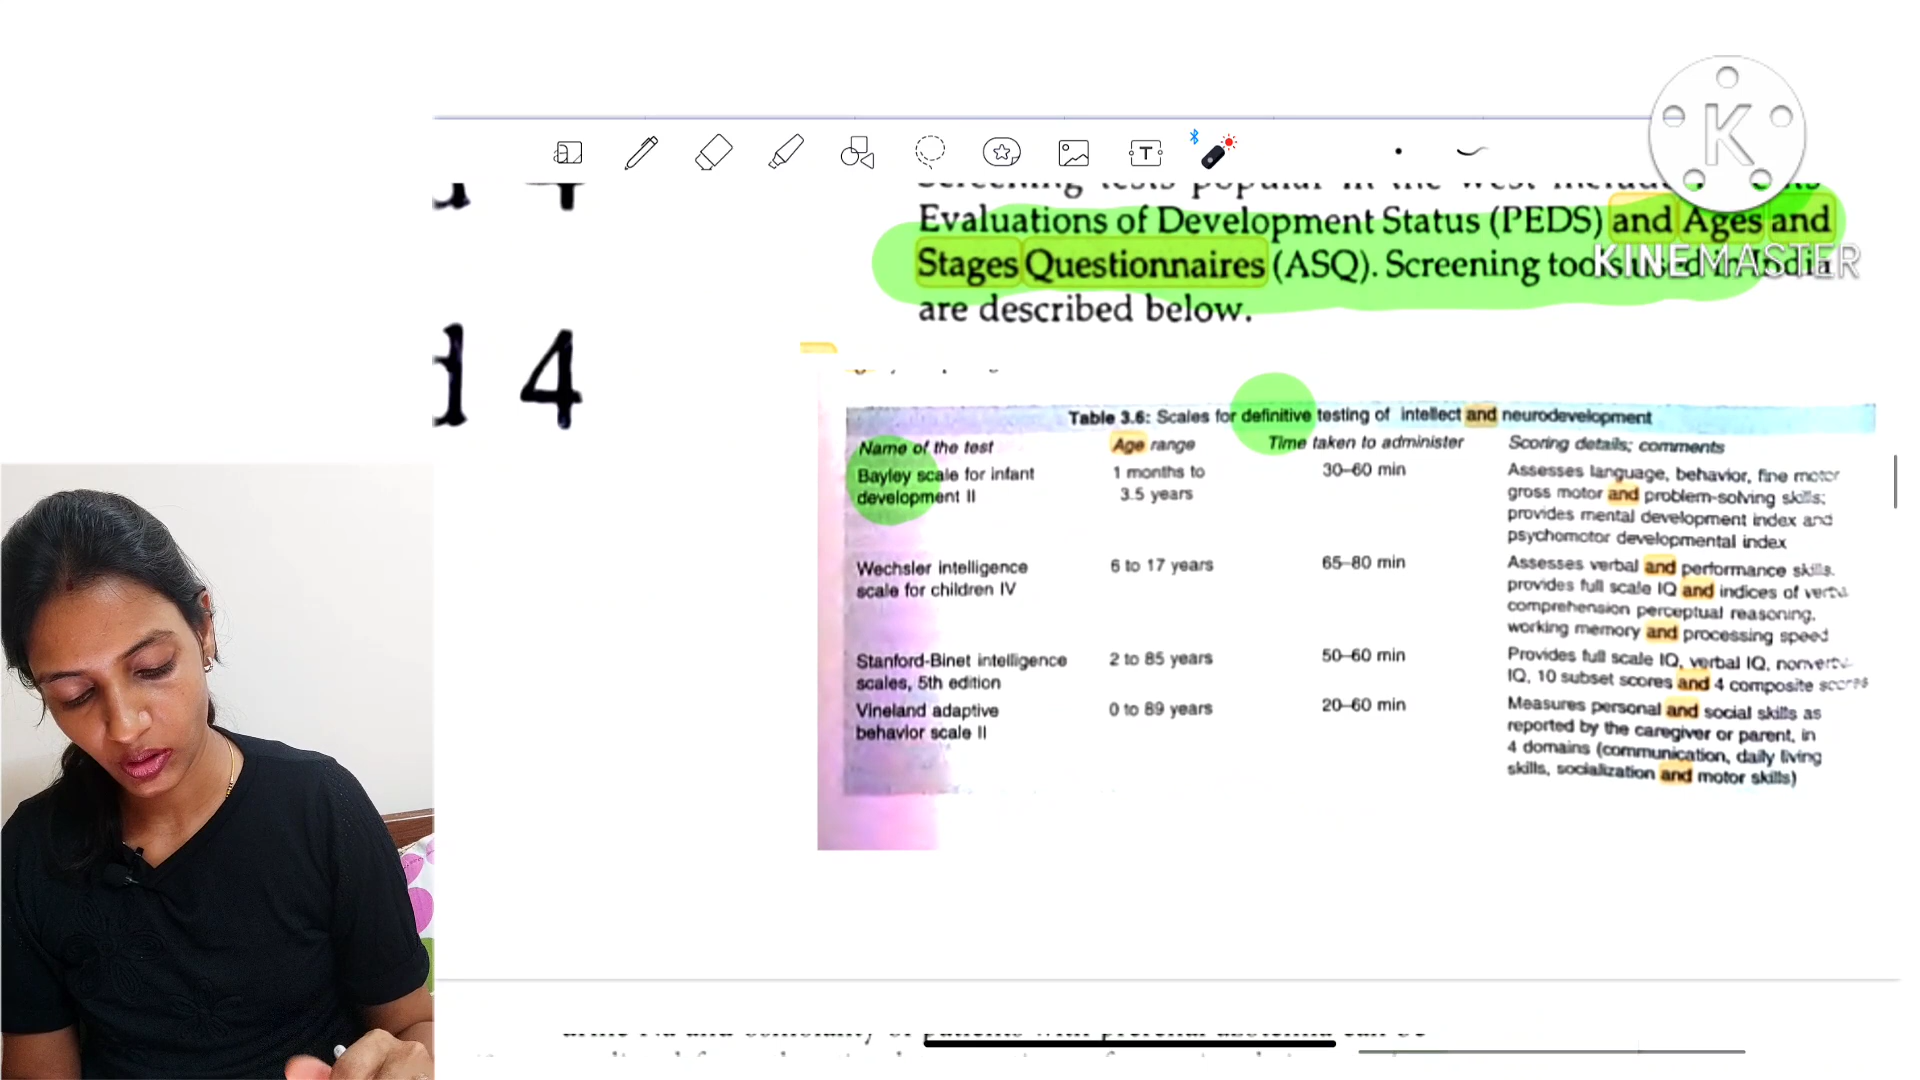 K
KINEMASTER
T
d 4
Evaluations of Development Status (PEDS) and Ages and
Stages Questionnaires (ASQ). Screening tools used in India
are described below.
Table 3.6: Scales for definitive testing of intellect and neurodevelopment
Name of the test Age range Time taken to administer Scoring details; comments
Bayley scale for infant 1 months to 30–60 min Assesses language, behavior, fine motor
development II 3.5 years gross motor and problem-solving skills;
provides mental development index and
psychomotor developmental index
Wechsler intelligence 6 to 17 years 65–80 min Assesses verbal and performance skills.
scale for children IV provides full scale IQ and indices of
comprehension perceptual reasoning,
working memory and processing speed
Stanford-Binet intelligence 2 to 85 years 50–60 min Provides full scale IQ, verbal IQ,
scales, 5th edition IQ, 10 subset scores and 4 composite scores
Vineland adaptive 0 to 89 years 20–60 min Measures personal and social skills as
behavior scale II reported by the caregiver or parent, in
4 domains (communication, daily living
skills, socialization and motor skills)